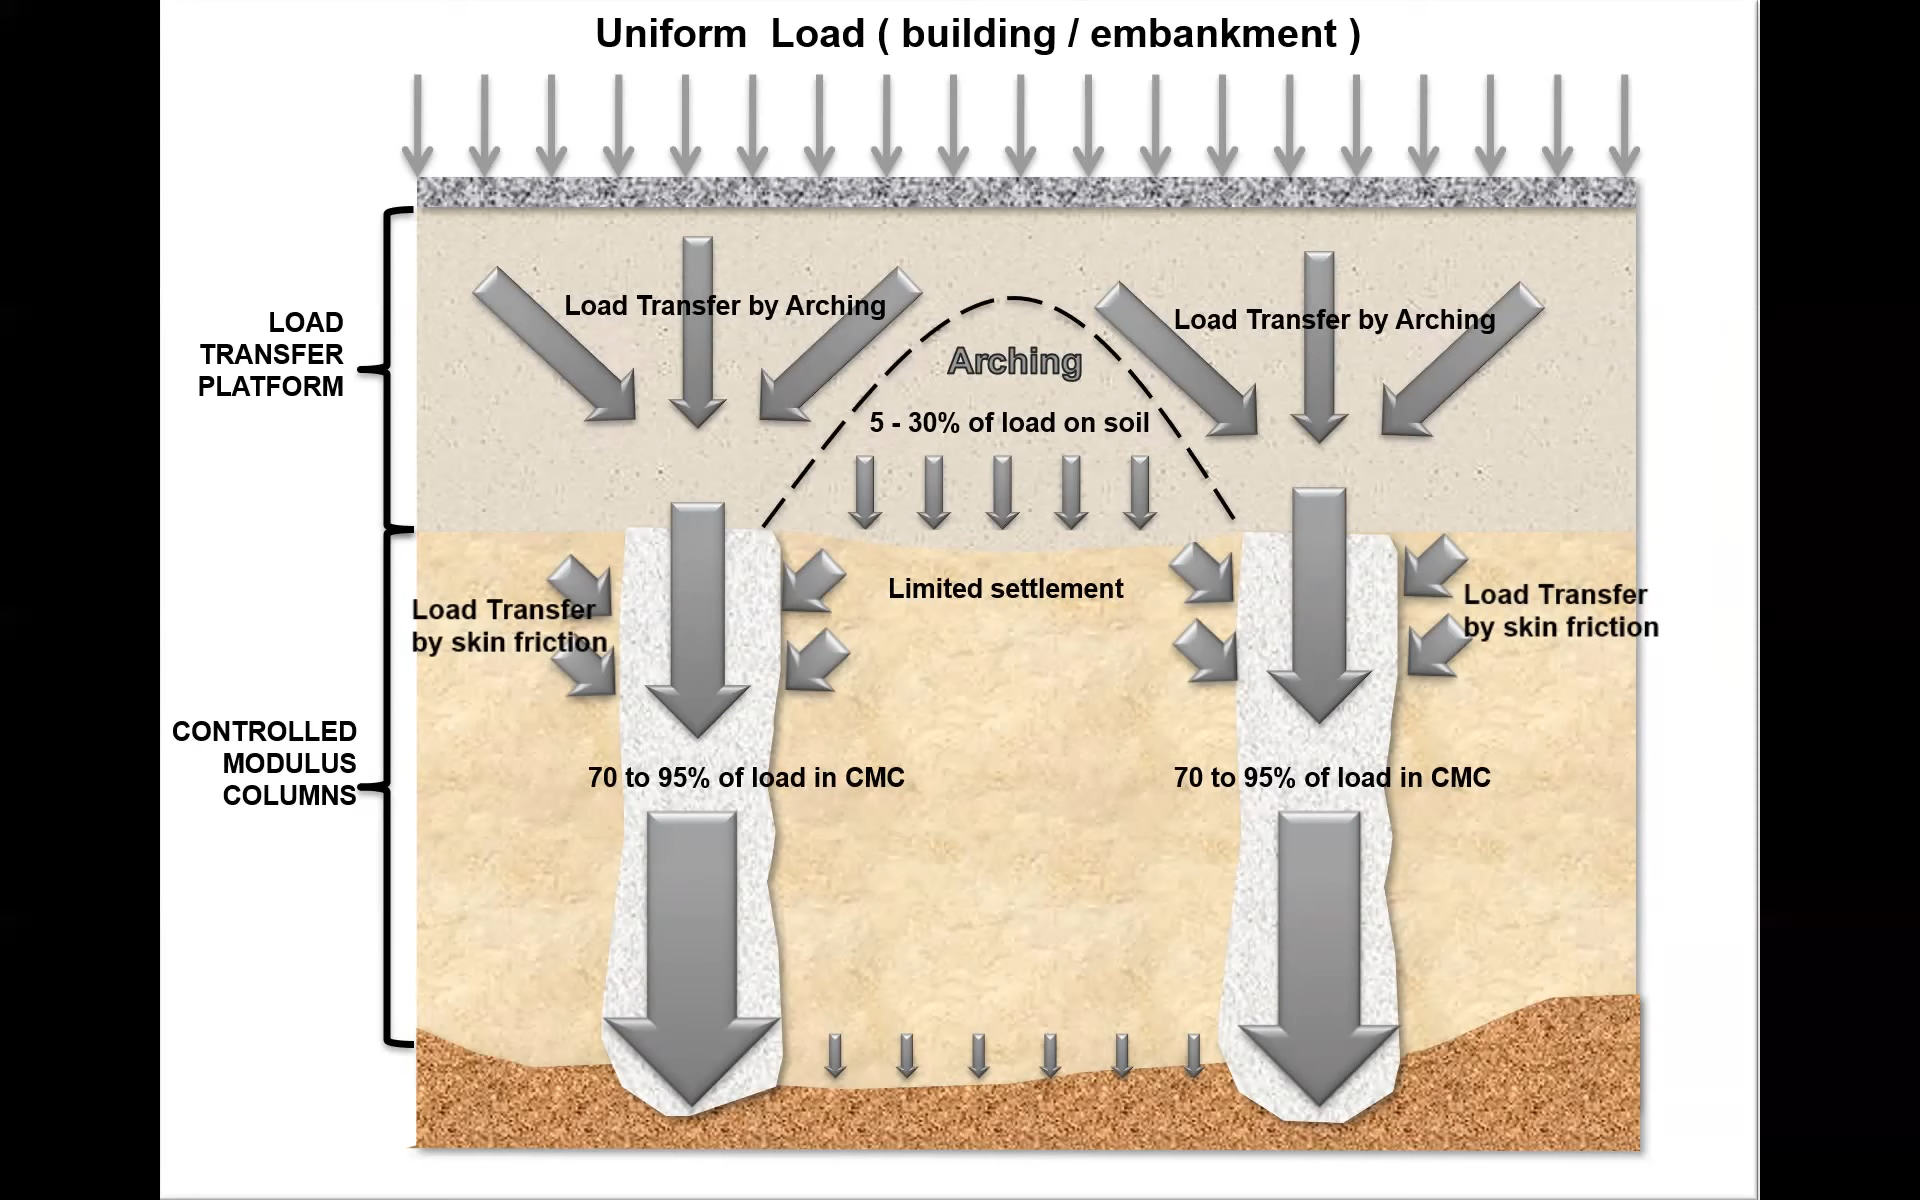 Uniform Load ( building / embankment )
Load Transfer by Arching
Load Transfer by Arching
LOAD
TRANSFER
PLATFORM
Arching
5 - 30% of load on soil
Limited settlement
Load Transfer
by skin friction
Load Transfer
by skin friction
CONTROLLED
MODULUS
COLUMNS
70 to 95% of load in CMC
70 to 95% of load in CMC